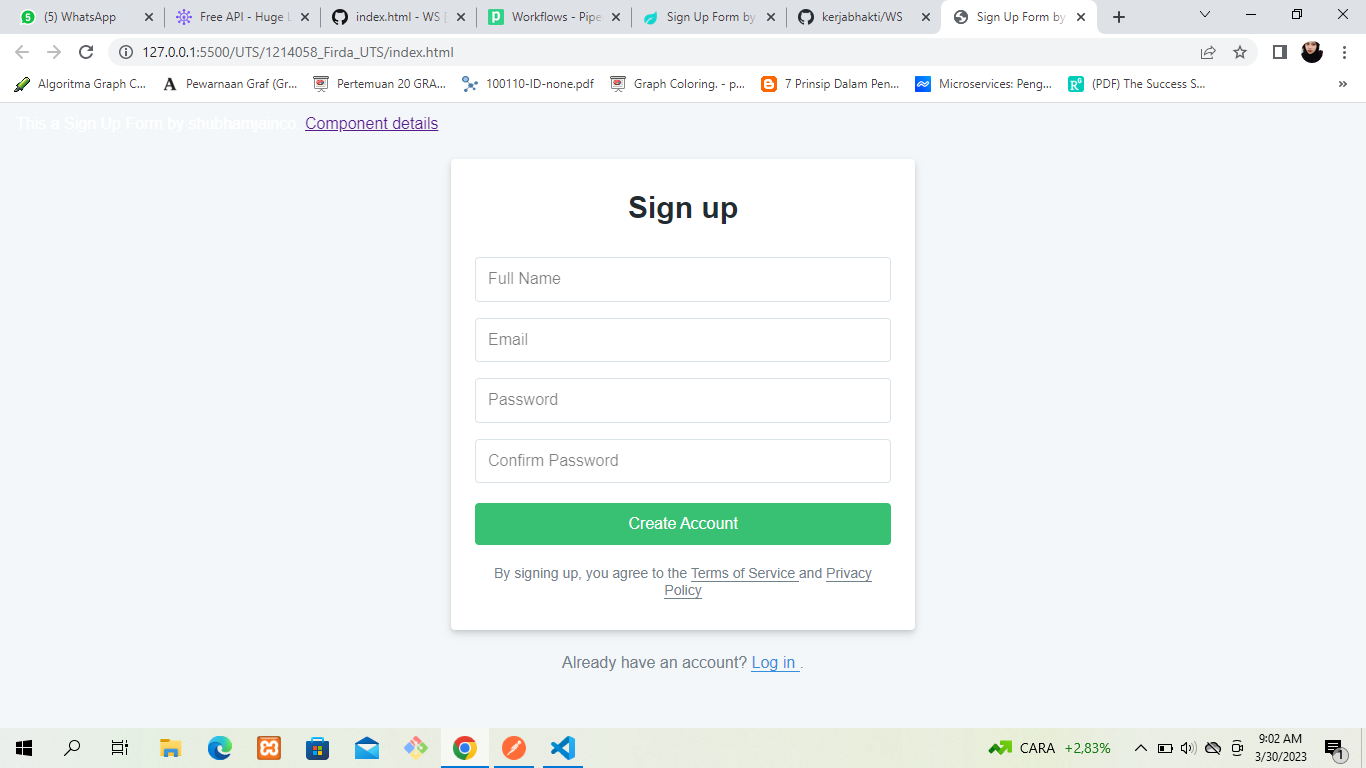 (5) WhatsApp
Free API - Huge L
index.html - WS [
Workflows - Pipe
Sign Up Form by
kerjabhakti/WS
Sign Up Form by
127.0.0.1:5500/UTS/1214058_Firda_UTS/index.html
Algoritma Graph C...
Pewarnaan Graf (Gr...
Pertemuan 20 GRA...
100110-ID-none.pdf
Graph Coloring. - p...
7 Prinsip Dalam Pen...
Microservices: Peng...
(PDF) The Success S...
This a Sign Up Form by shubhamjainco. Component details
Sign up
Full Name
Email
Password
Confirm Password
Create Account
By signing up, you agree to the Terms of Service and Privacy
Policy
Already have an account? Log in .
CARA +2,83%
9:02 AM
3/30/2023
1